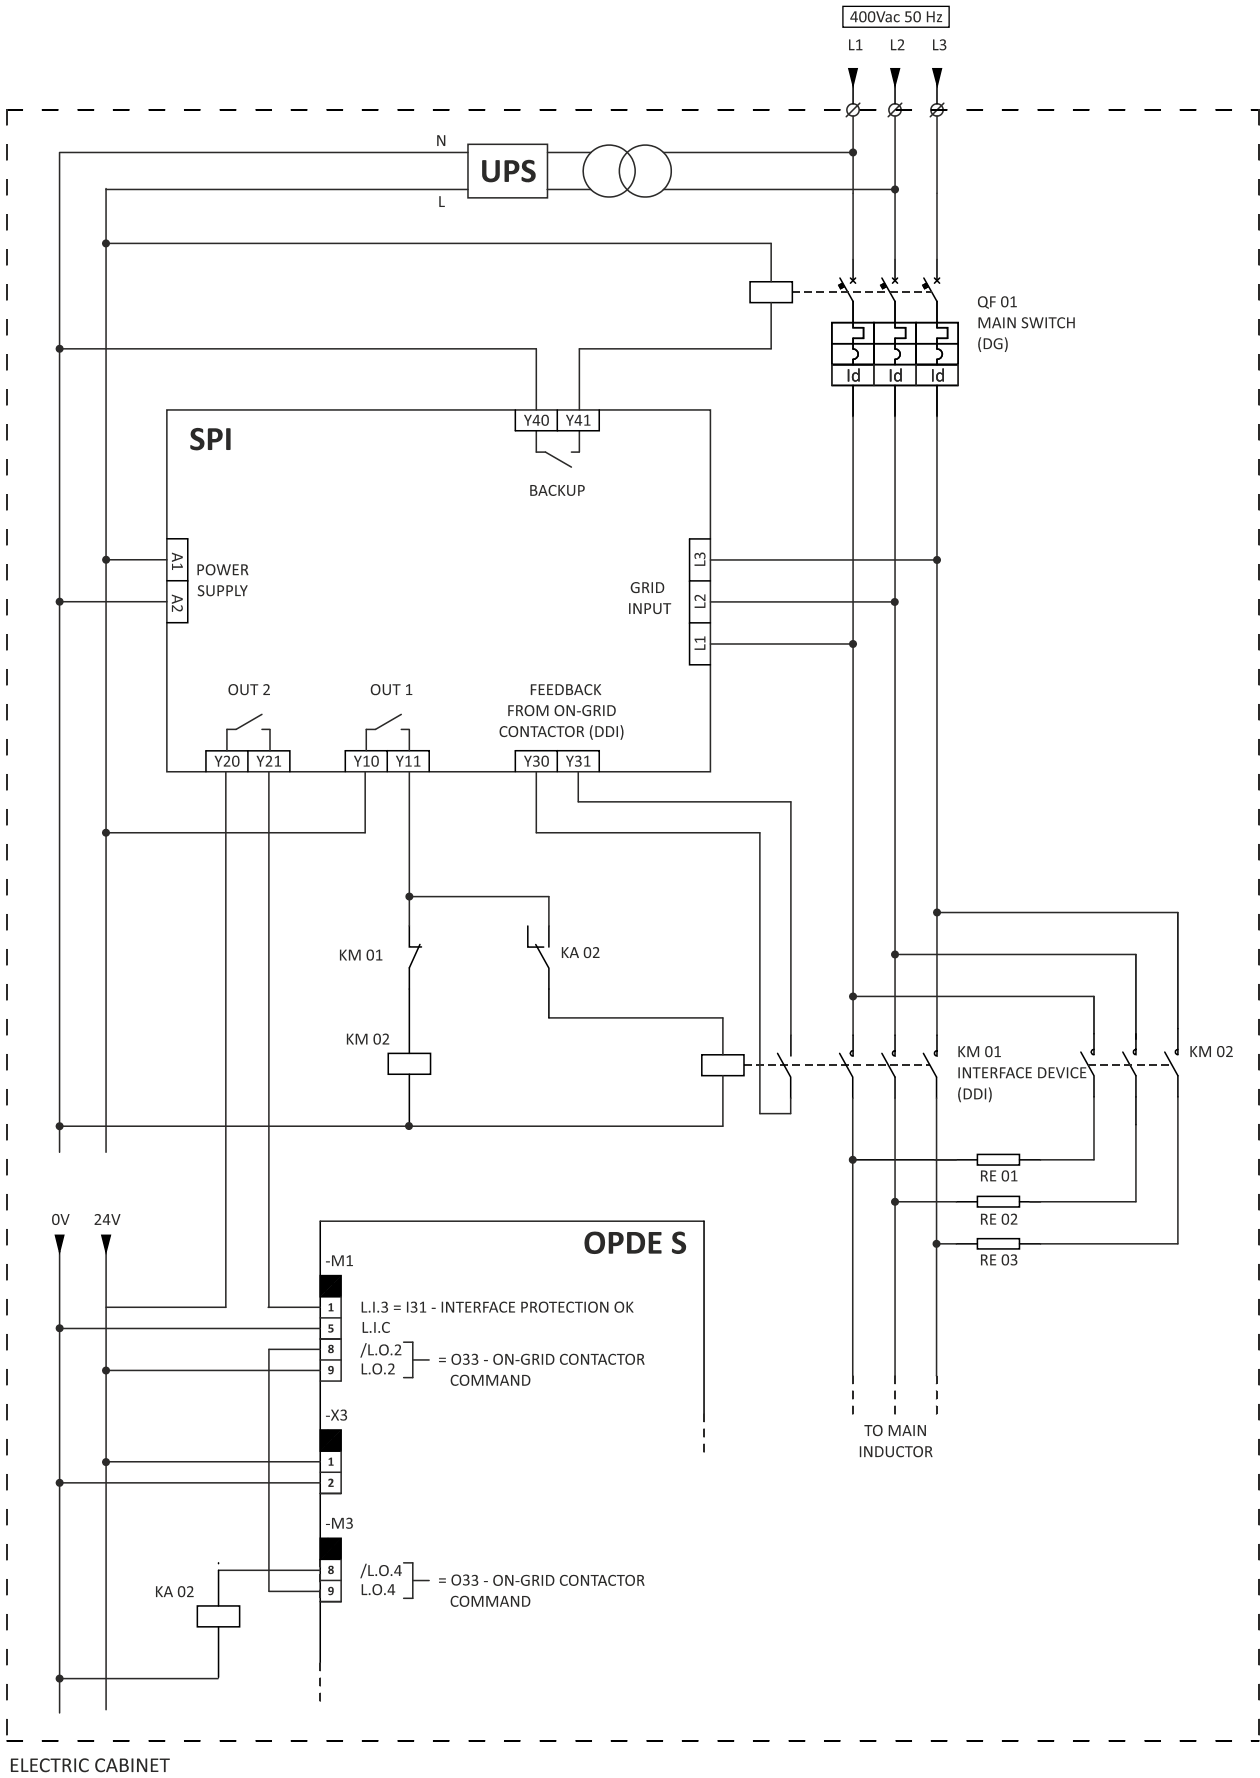 400Vac 50 Hz
L1 L2 L3
N
UPS
L
QF 01
MAIN SWITCH
(DG)
Id Id Id
Y40 Y41
SPI
BACKUP
A1
POWER
SUPPLY
A2
GRID
INPUT
L3
L2
L1
OUT 2
OUT 1
FEEDBACK
FROM ON-GRID
CONTACTOR (DDI)
Y20 Y21
Y10 Y11
Y30 Y31
KM 01
KA 02
KM 02
KM 01
INTERFACE DEVICE
(DDI)
KM 02
RE 01
RE 02
RE 03
0V 24V
OPDE S
-M1
1 L.I.3 = I31 - INTERFACE PROTECTION OK
5 L.I.C
8 /L.O.2
9 L.O.2
= O33 - ON-GRID CONTACTOR
COMMAND
-X3
1
2
TO MAIN
INDUCTOR
-M3
8 /L.O.4
9 L.O.4
= O33 - ON-GRID CONTACTOR
COMMAND
KA 02
ELECTRIC CABINET